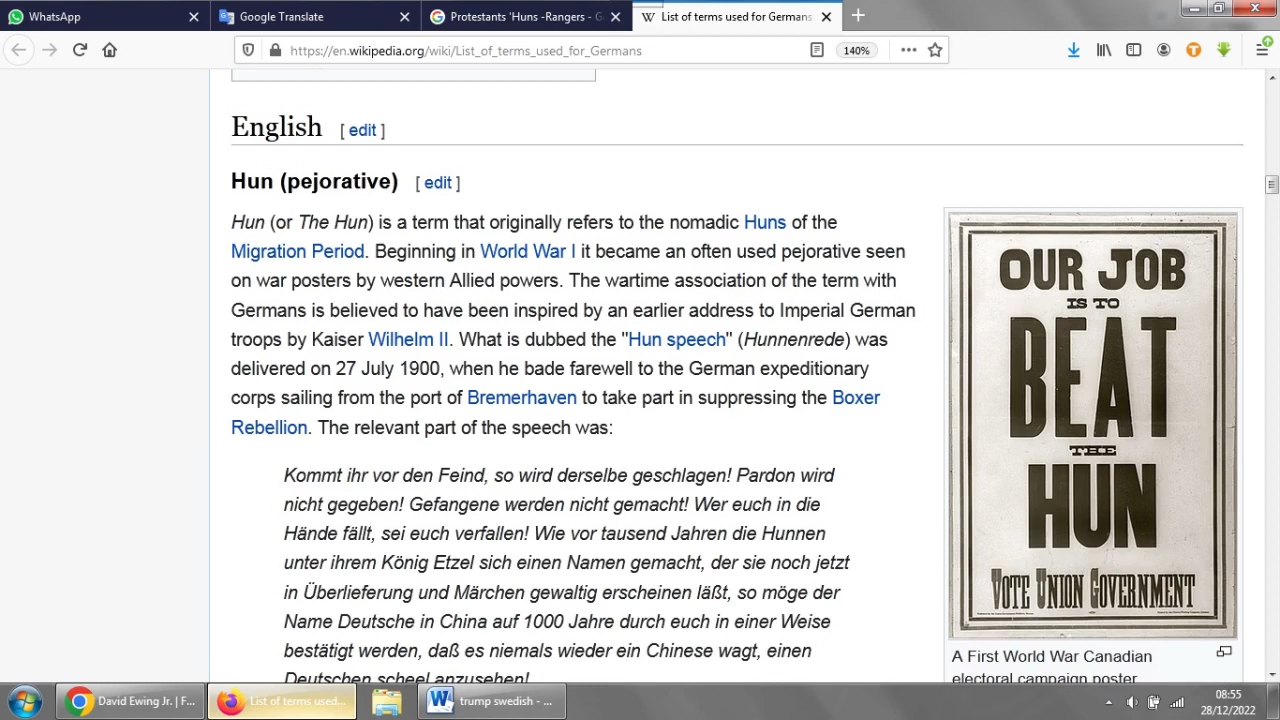 WhatsApp
Google Translate
Protestants 'Huns -Rangers - G
List of terms used for Germans
https://en.wikipedia.org/wiki/List_of_terms_used_for_Germans
140%
English [ edit ]
Hun (pejorative) [ edit ]
Hun (or The Hun) is a term that originally refers to the nomadic Huns of the
Migration Period. Beginning in World War I it became an often used pejorative seen
on war posters by western Allied powers. The wartime association of the term with
Germans is believed to have been inspired by an earlier address to Imperial German
troops by Kaiser Wilhelm II. What is dubbed the "Hun speech" (Hunnenrede) was
delivered on 27 July 1900, when he bade farewell to the German expeditionary
corps sailing from the port of Bremerhaven to take part in suppressing the Boxer
Rebellion. The relevant part of the speech was:
Kommt ihr vor den Feind, so wird derselbe geschlagen! Pardon wird
nicht gegeben! Gefangene werden nicht gemacht! Wer euch in die
Hände fällt, sei euch verfallen! Wie vor tausend Jahren die Hunnen
unter ihrem König Etzel sich einen Namen gemacht, der sie noch jetzt
in Überlieferung und Märchen gewaltig erscheinen läßt, so möge der
Name Deutsche in China auf 1000 Jahre durch euch in einer Weise
bestätigt werden, daß es niemals wieder ein Chinese wagt, einen
Deutschen scheel anzusehen!
OUR JOB
IS TO
BEAT
THE
HUN
VOTE UNION GOVERNMENT
A First World War Canadian
electoral campaign poster
David Ewing Jr. | F...
List of terms used...
trump swedish - ...
08:55
28/12/2022